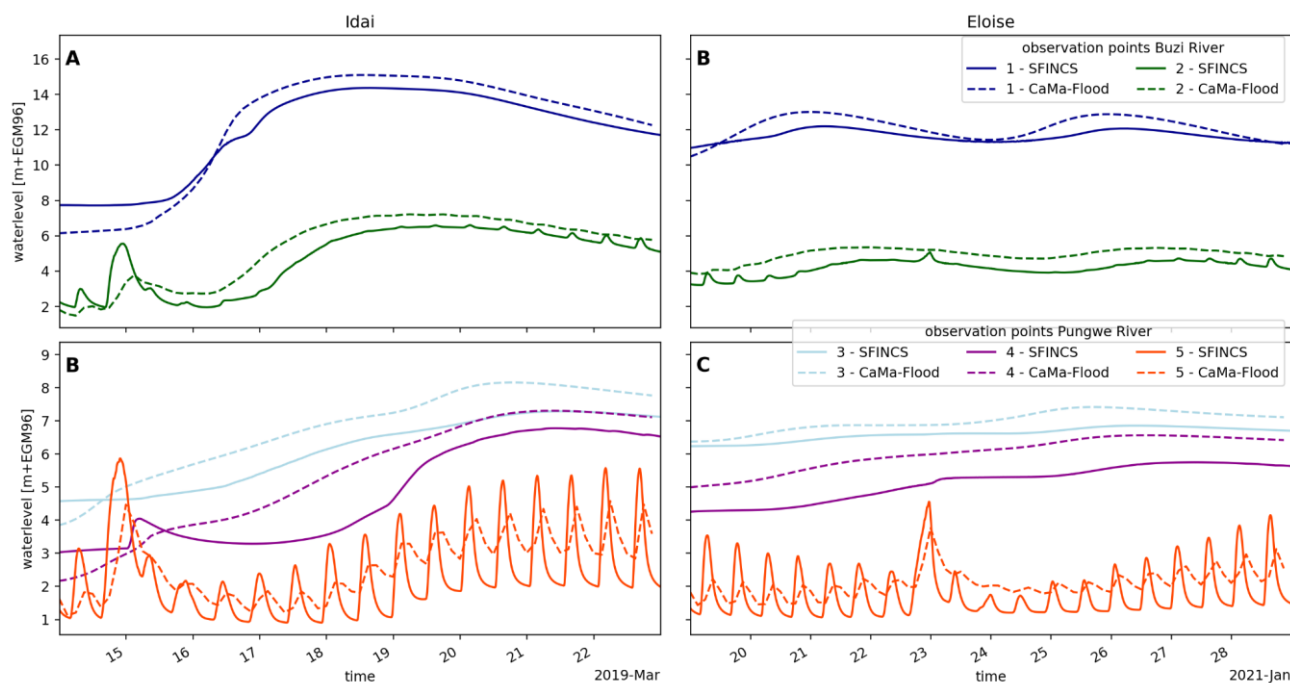 Idai
Eloise
A
16
14
12
10
8
6
4
2
waterlevel [m+EGM96]
B
observation points Buzi River
1 - SFINCS
2 - SFINCS
1 - CaMa-Flood
2 - CaMa-Flood
B
9
8
7
6
5
4
3
2
1
waterlevel [m+EGM96]
C
observation points Pungwe River
3 - SFINCS
4 - SFINCS
5 - SFINCS
3 - CaMa-Flood
4 - CaMa-Flood
5 - CaMa-Flood
15 16 17 18 19 20 21 22
time
2019-Mar
20 21 22 23 24 25 26 27 28
time
2021-Jan